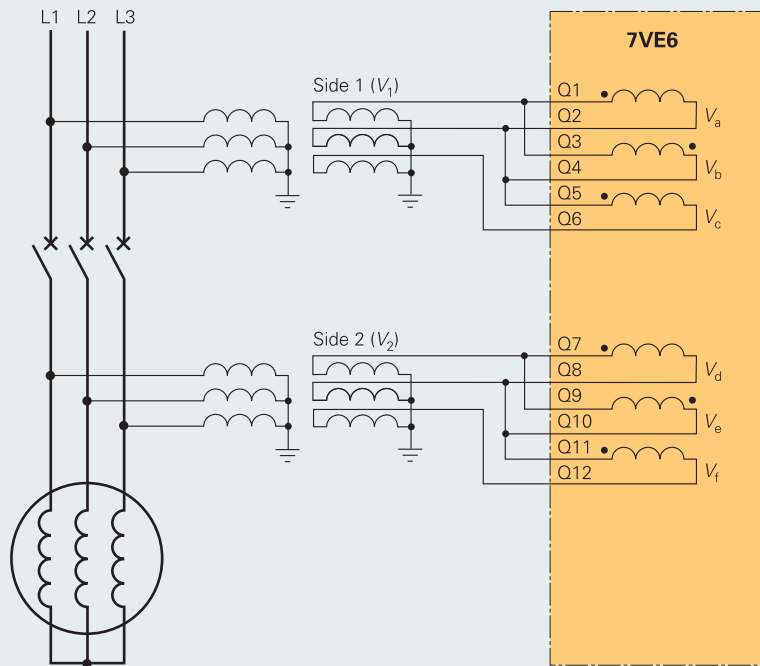 L1 L2 L3
7VE6
Side 1 (V1)
Q1
Q2
Va
Q3
Q4
Vb
Q5
Q6
Vc
Side 2 (V2)
Q7
Q8
Vd
Q9
Q10
Ve
Q11
Q12
Vf